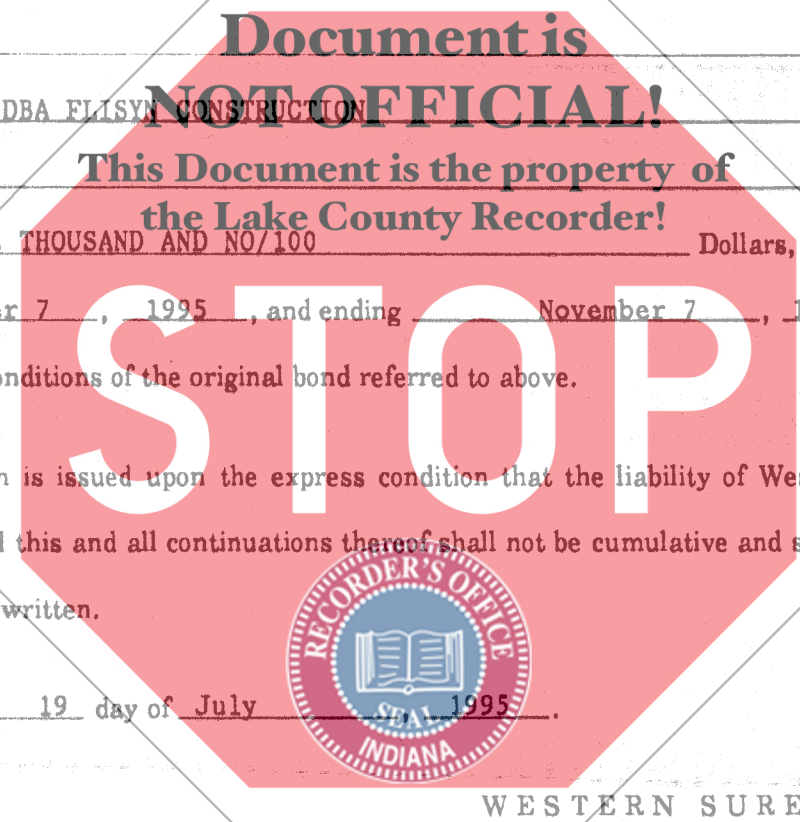 Document is
NOT OFFICIAL!
DBA FLISYN CONSTRUCTION
This Document is the property of
the Lake County Recorder!
THOUSAND AND NO/100 Dollars,
7, 1995, and ending November 7,
STOP
of the original bond referred to above.
is issued upon the express condition that the liability of
this and all continuations thereof shall not be cumulative and
written.
RECORDER'S OFFICE
19 day of July, 1995.
SEAL
INDIANA
WESTERN SURE